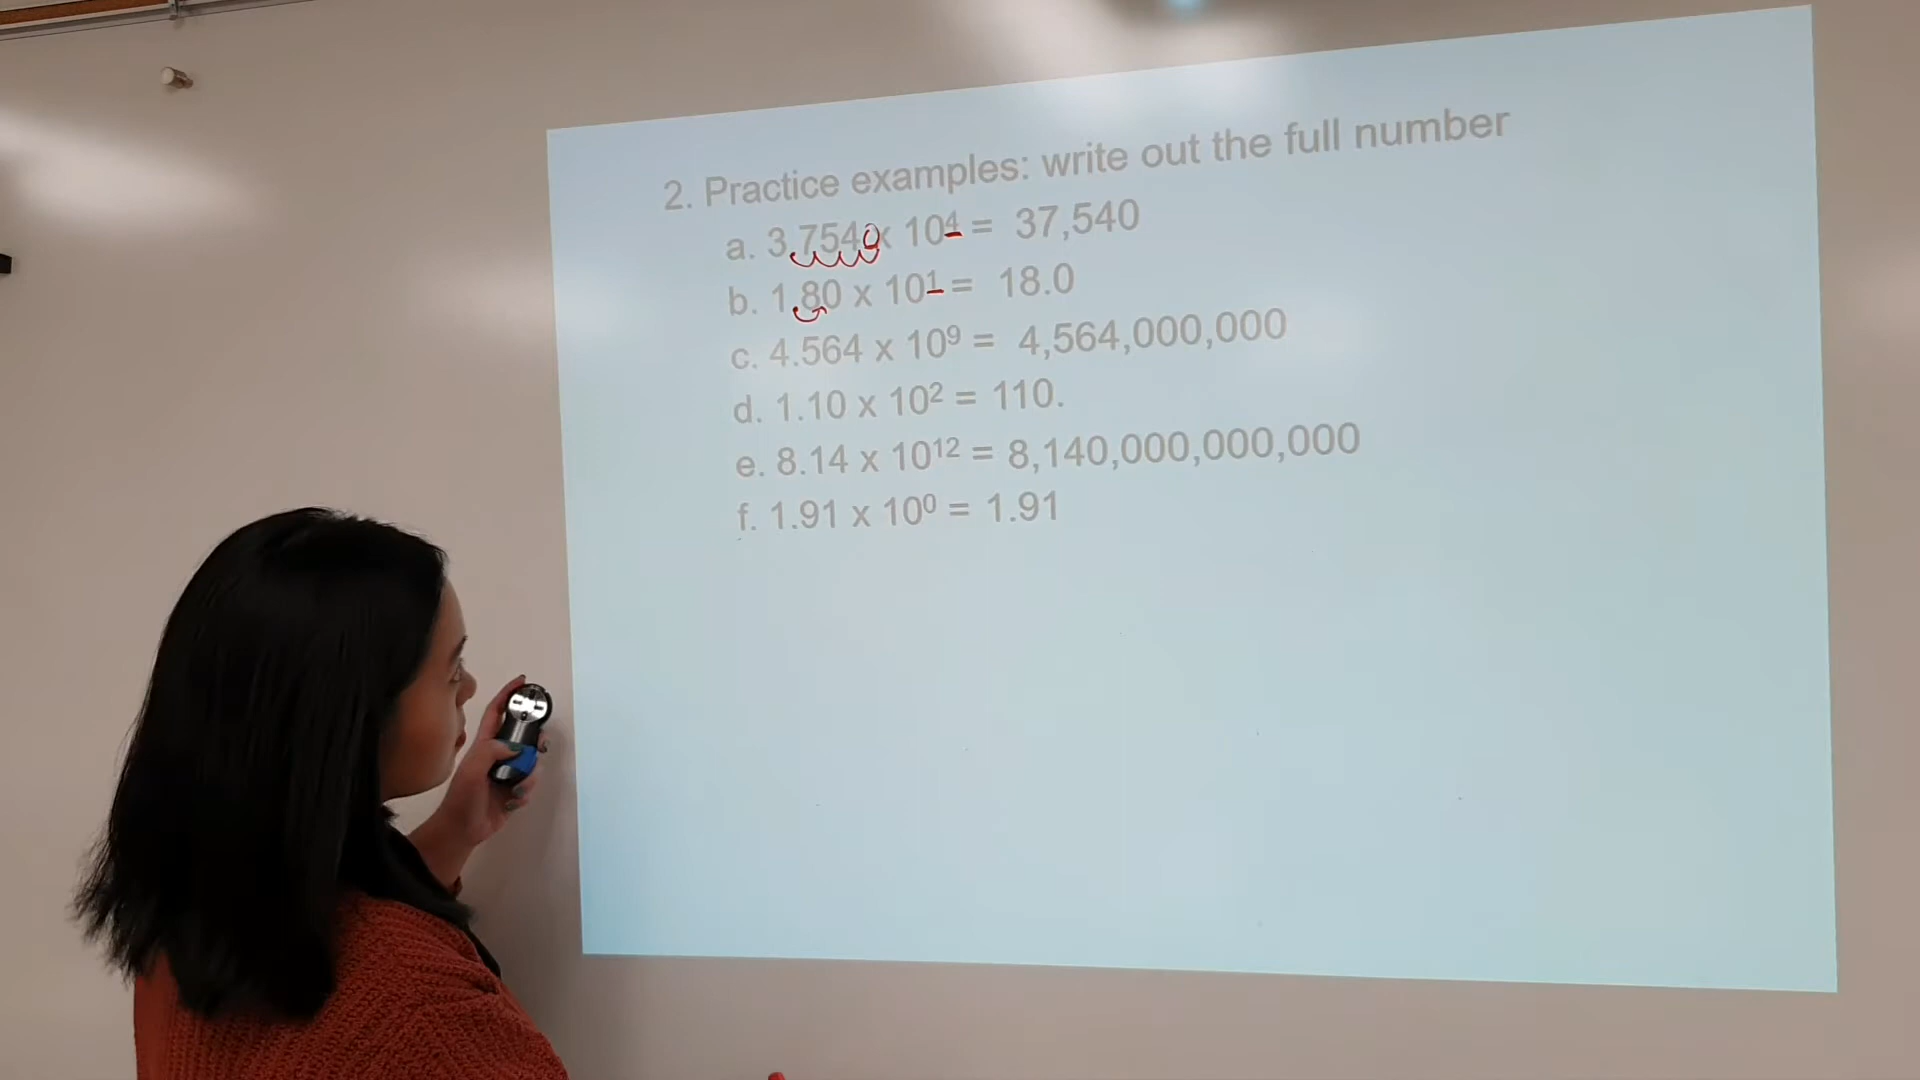 2. Practice examples: write out the full number
a. 3.7540x 10⁴ = 37,540
b. 1.80 x 10¹ = 18.0
c. 4.564 x 10⁹ = 4,564,000,000
d. 1.10 x 10² = 110.
e. 8.14 x 10¹² = 8,140,000,000,000
f. 1.91 x 10⁰ = 1.91